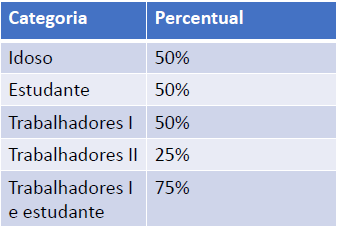 Categoria Percentual
Idoso 50%
Estudante 50%
Trabalhadores I 50%
Trabalhadores II 25%
Trabalhadores I 75%
e estudante